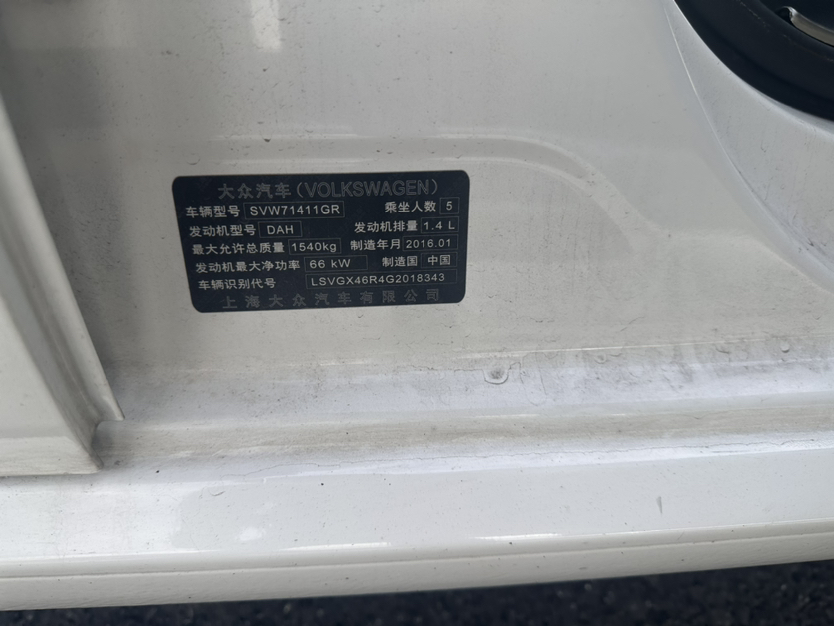 大众汽车(VOLKSWAGEN)
车辆型号 SVW71411GR 乘坐人数 5
发动机型号 DAH 发动机排量 1.4 L
最大允许总质量 1540kg 制造年月 2016.01
发动机最大净功率 66 kW 制造国 中国
车辆识别代号 LSVGX46R4G2018343
上海大众汽车有限公司